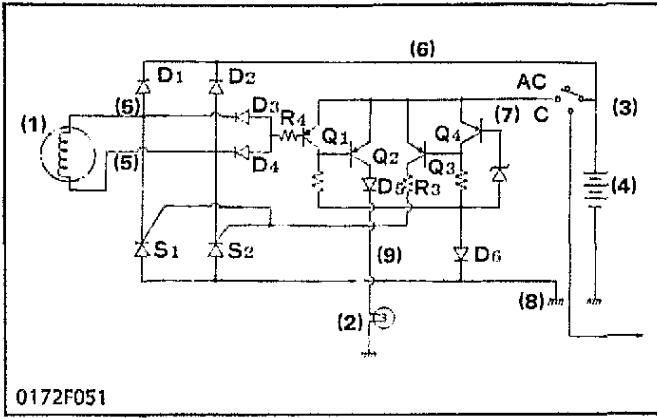 (6)
D1 D2 AC
D3 (7) (3)
(6) R4 Q4 C
(1) Q1
(5) D4 Q2 Q3
D5 R3 (4)
S1 S2 (9) D6
(8)
(2)
0172F051